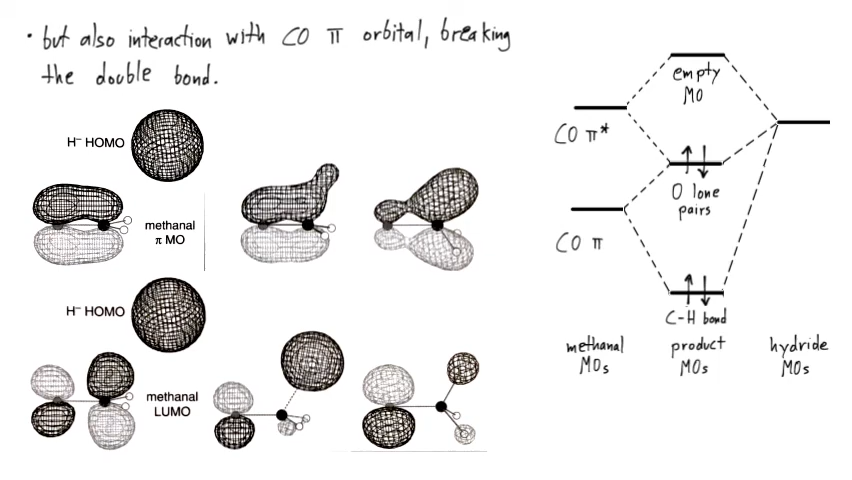 • but also interaction with CO π orbital, breaking
the double bond.
H⁻ HOMO
methanal
π MO
H⁻ HOMO
methanal
LUMO
empty
MO
CO π*
O lone
pairs
CO π
C-H bond
methanal
MOs
product
MOs
hydride
MOs